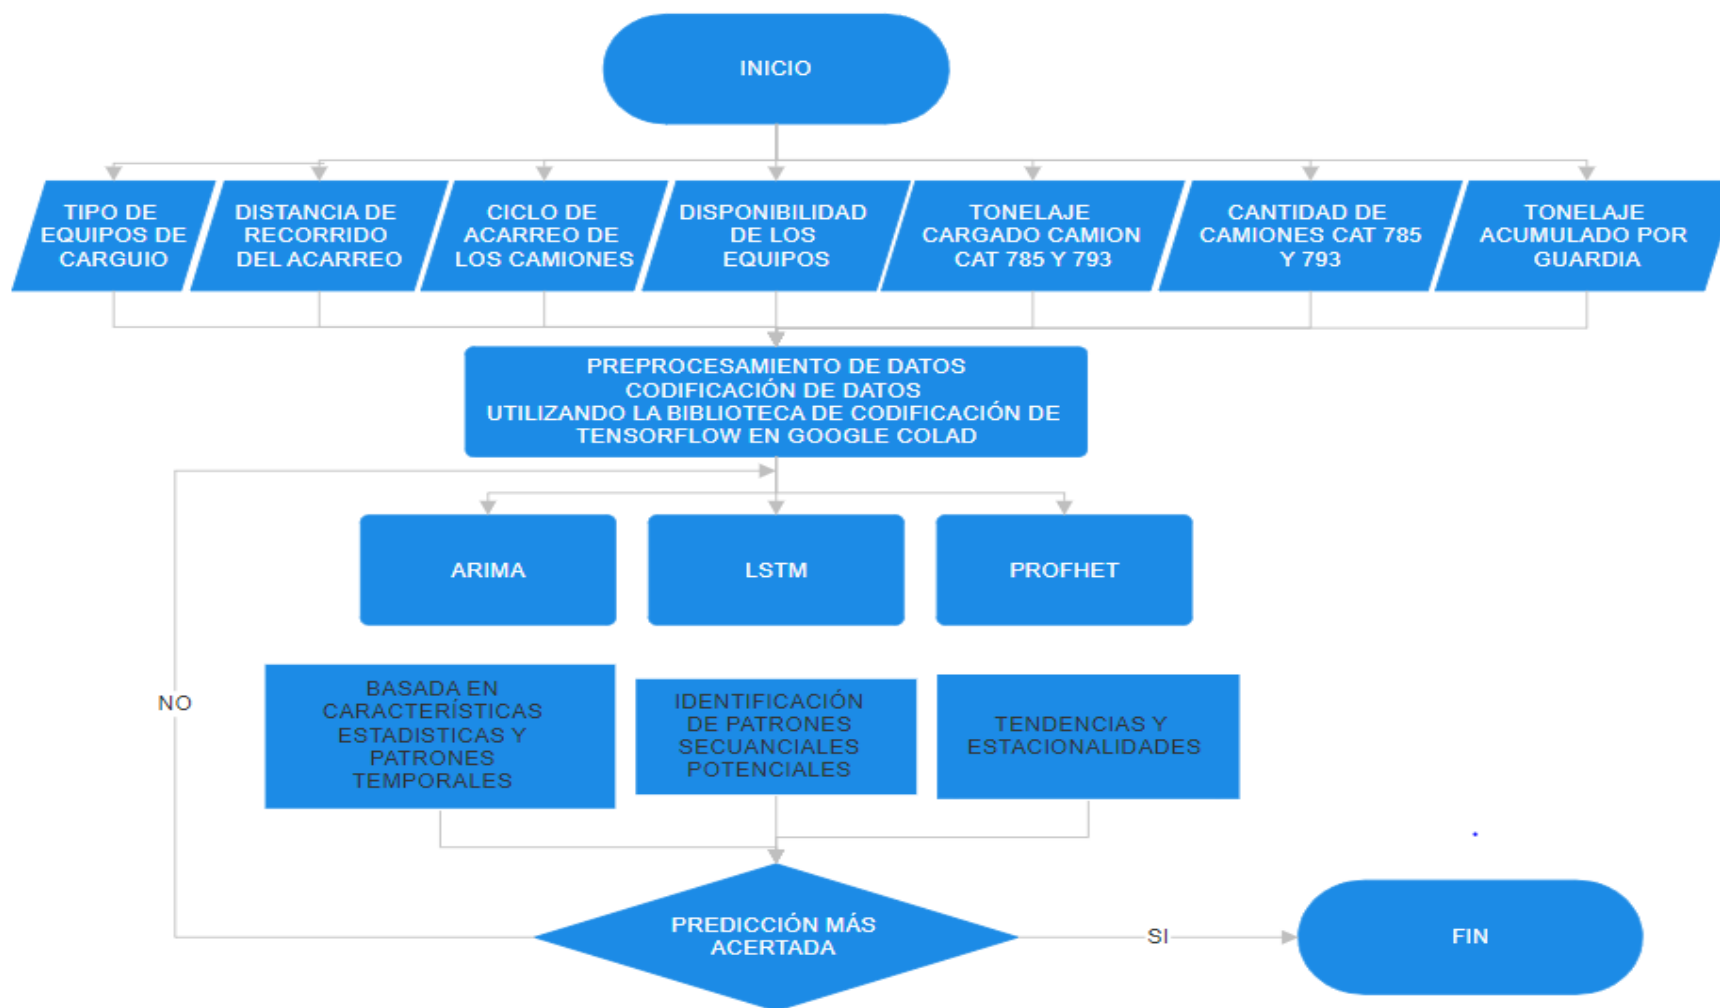 INICIO
TIPO DE
EQUIPOS DE
CARGUIO
DISTANCIA DE
RECORRIDO
DEL ACARREO
CICLO DE
ACARREO DE
LOS CAMIONES
DISPONIBILIDAD
DE LOS
EQUIPOS
TONELAJE
CARGADO CAMION
CAT 785 Y 793
CANTIDAD DE
CAMIONES CAT 785
Y 793
TONELAJE
ACUMULADO POR
GUARDIA
PREPROCESAMIENTO DE DATOS
CODIFICACIÓN DE DATOS
UTILIZANDO LA BIBLIOTECA DE CODIFICACIÓN DE
TENSORFLOW EN GOOGLE COLAD
ARIMA
LSTM
PROFHET
BASADA EN
CARACTERÍSTICAS
ESTADISTICAS Y
PATRONES
TEMPORALES
IDENTIFICACIÓN
DE PATRONES
SECUANCIALES
POTENCIALES
TENDENCIAS Y
ESTACIONALIDADES
NO
PREDICCIÓN MÁS
ACERTADA
SI
FIN